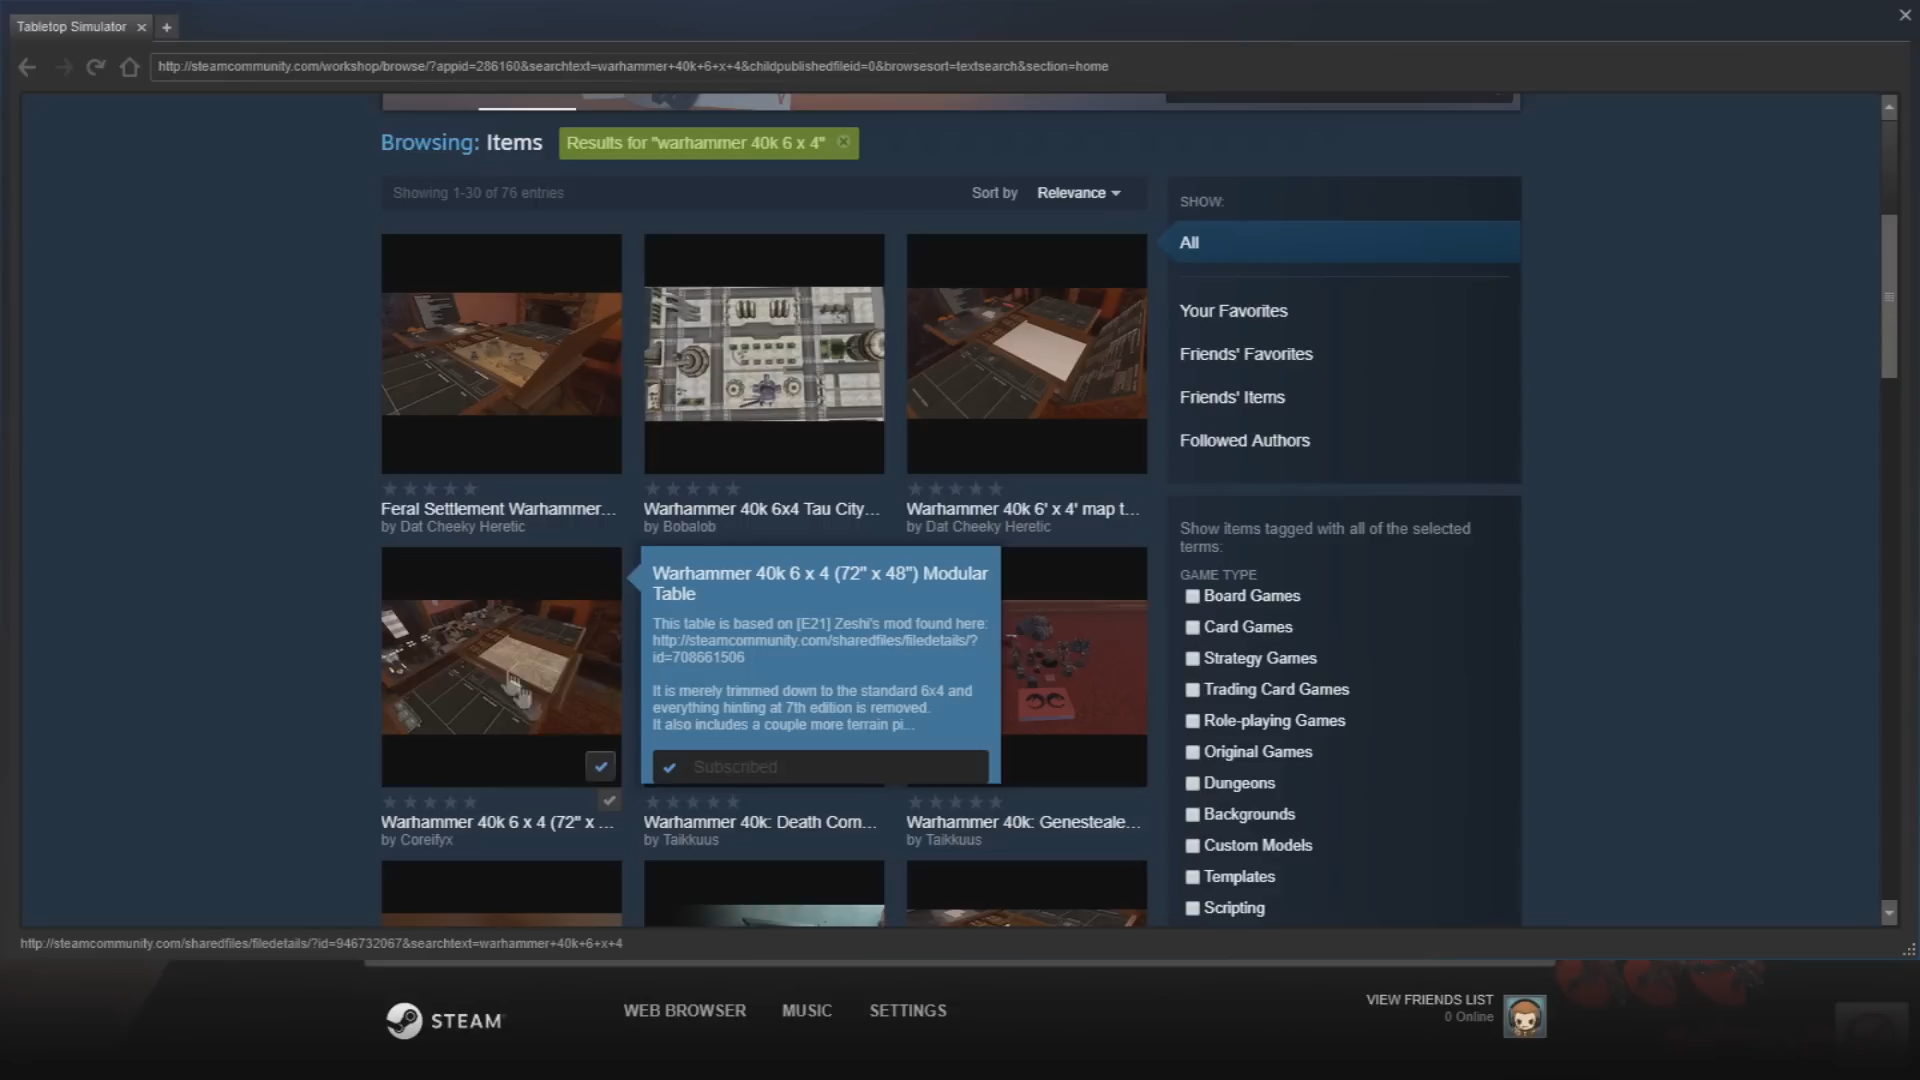 Tabletop Simulator
http://steamcommunity.com/workshop/browse/?appid=286160&searchtext=warhammer+40k+6+x+4&childpublishedfileid=0&browsesort=textsearch&section=home
Browsing: Items
Results for "warhammer 40k 6 x 4"
Showing 1-30 of 76 entries
Sort by Relevance
SHOW:
All
Your Favorites
Friends' Favorites
Friends' Items
Followed Authors
Feral Settlement Warhammer...
by Dat Cheeky Heretic
Warhammer 40k 6x4 Tau City...
by Bobalob
Warhammer 40k 6' x 4' map t...
by Dat Cheeky Heretic
Warhammer 40k 6 x 4 (72" x 48") Modular
Table
This table is based on [E21] Zeshi's mod found here:
http://steamcommunity.com/sharedfiles/filedetails/?
id=708661506
It is merely trimmed down to the standard 6x4 and
everything hinting at 7th edition is removed.
It also includes a couple more terrain pi...
Subscribed
Warhammer 40k 6 x 4 (72" x ...
by Coreifyx
Warhammer 40k: Death Com...
by Taikkuus
Warhammer 40k: Genesteale...
by Taikkuus
Show items tagged with all of the selected
terms:
GAME TYPE
Board Games
Card Games
Strategy Games
Trading Card Games
Role-playing Games
Original Games
Dungeons
Backgrounds
Custom Models
Templates
Scripting
http://steamcommunity.com/sharedfiles/filedetails/?id=946732067&searchtext=warhammer+40k+6+x+4
STEAM
WEB BROWSER
MUSIC
SETTINGS
VIEW FRIENDS LIST
0 Online